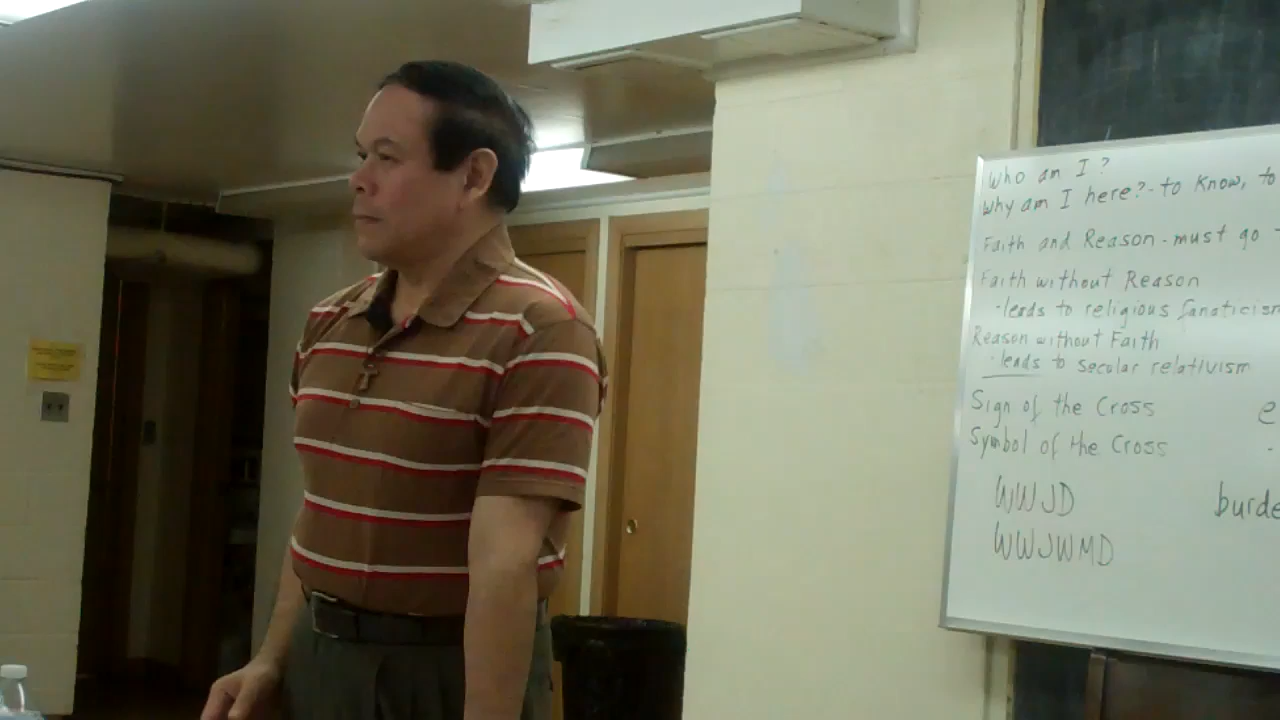 Who am I?
Why am I here? - to Know, to
Faith and Reason - must go -
Faith without Reason
- leads to religious fanaticism
Reason without Faith
- leads to secular relativism
Sign of the Cross
Symbol of the Cross
WWJD
burde
WWJWMD